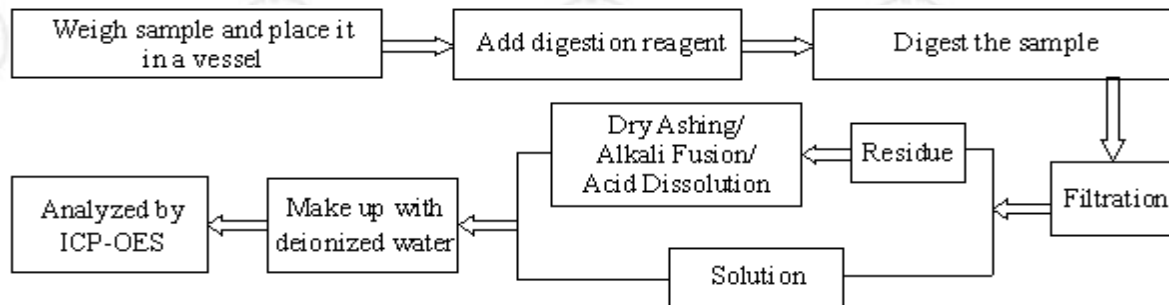 Weigh sample and place it
in a vessel
Add digestion reagent
Digest the sample
Filtration
Residue
Dry Ashing/
Alkali Fusion/
Acid Dissolution
Solution
Make up with
deionized water
Analyzed by
ICP-OES